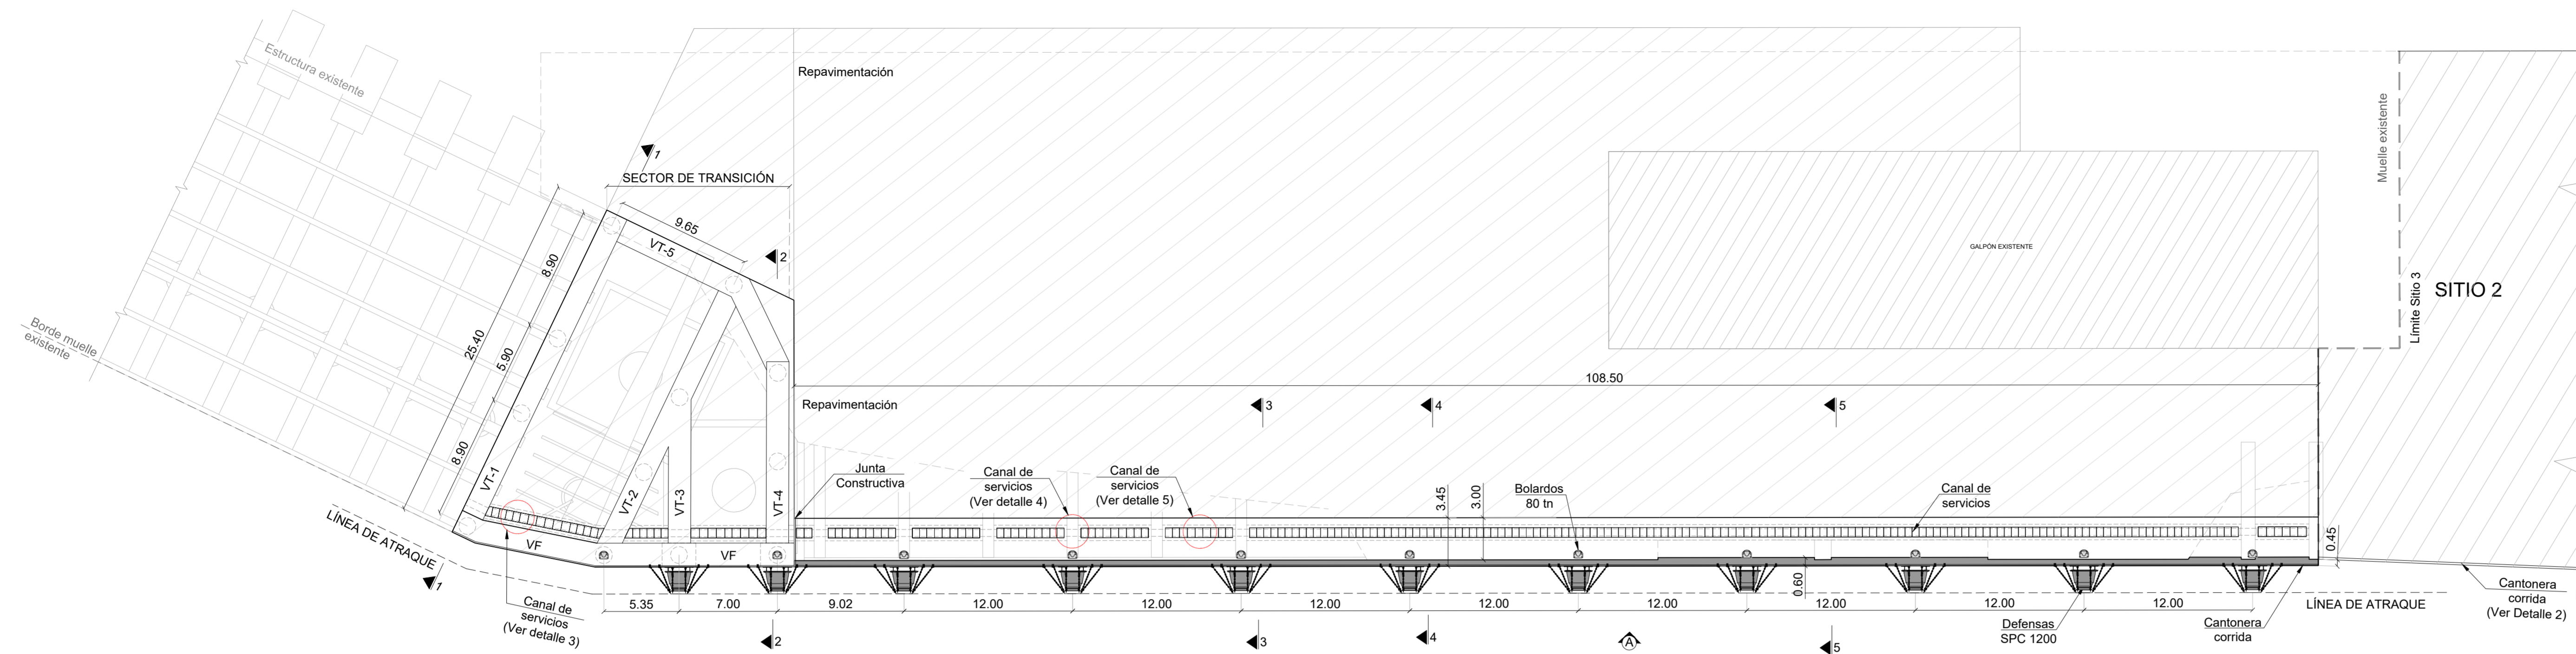 Estructura existente
Repavimentación
1
SECTOR DE TRANSICIÓN
9.65
VT-5
2
8.90
25.40
5.90
8.90
Borde muelle
existente
VT-1
VT-2
VT-3
VT-4
LÍNEA DE ATRAQUE
1
VF
VF
Canal de
servicios
(Ver detalle 3)
Muelle existente
GALPÓN EXISTENTE
Límite Sitio 3
SITIO 2
108.50
Repavimentación
3
4
5
Junta
Constructiva
Canal de
servicios
(Ver detalle 4)
Canal de
servicios
(Ver detalle 5)
3.45
3.00
Bolardos
80 tn
Canal de
servicios
0.45
0.60
5.35
7.00
9.02
12.00
12.00
12.00
12.00
12.00
12.00
12.00
12.00
LÍNEA DE ATRAQUE
Cantonera
corrida
(Ver Detalle 2)
Defensas
SPC 1200
Cantonera
corrida
2
3
4
A
5